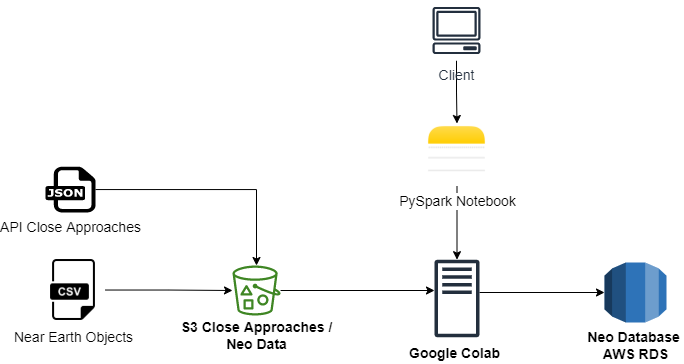 Client
PySpark Notebook
JSON
API Close Approaches
CSV
Near Earth Objects
S3 Close Approaches /
Neo Data
Google Colab
Neo Database
AWS RDS